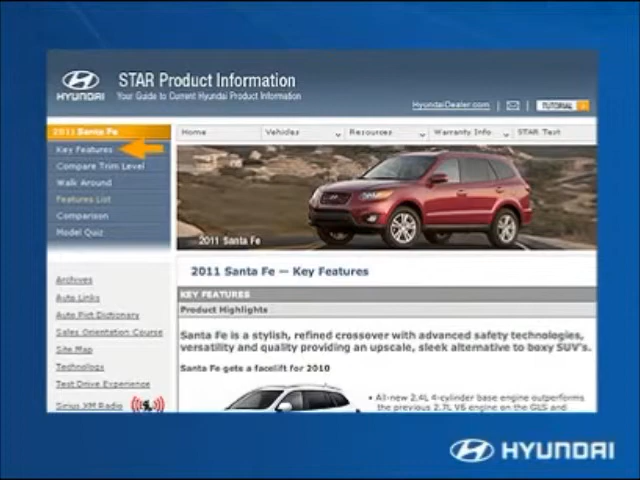 HYUNDAI
STAR Product Information
Your Guide to Current Hyundai Product Information
HyundaiDealer.com
TUTORIAL
2011 Santa Fe
Home
Vehicles
Resources
Warranty Info
STAR Text
Key Features
Compare Trim Level
Walk Around
Features List
Comparison
Model Quiz
2011 Santa Fe
Archives
Auto Links
Auto Pict Dictionary
Sales Orientation Course
Site Map
Technology
Test Drive Experience
Sirius XM Radio
2011 Santa Fe — Key Features
KEY FEATURES
Product Highlights
Santa Fe is a stylish, refined crossover with advanced safety technologies,
versatility and quality providing an upscale, sleek alternative to boxy SUV's.
Santa Fe gets a facelift for 2010
• All-new 2.4L 4-cylinder base engine outperforms
the previous 2.7L V6 engine on the GLS and
HYUNDAI